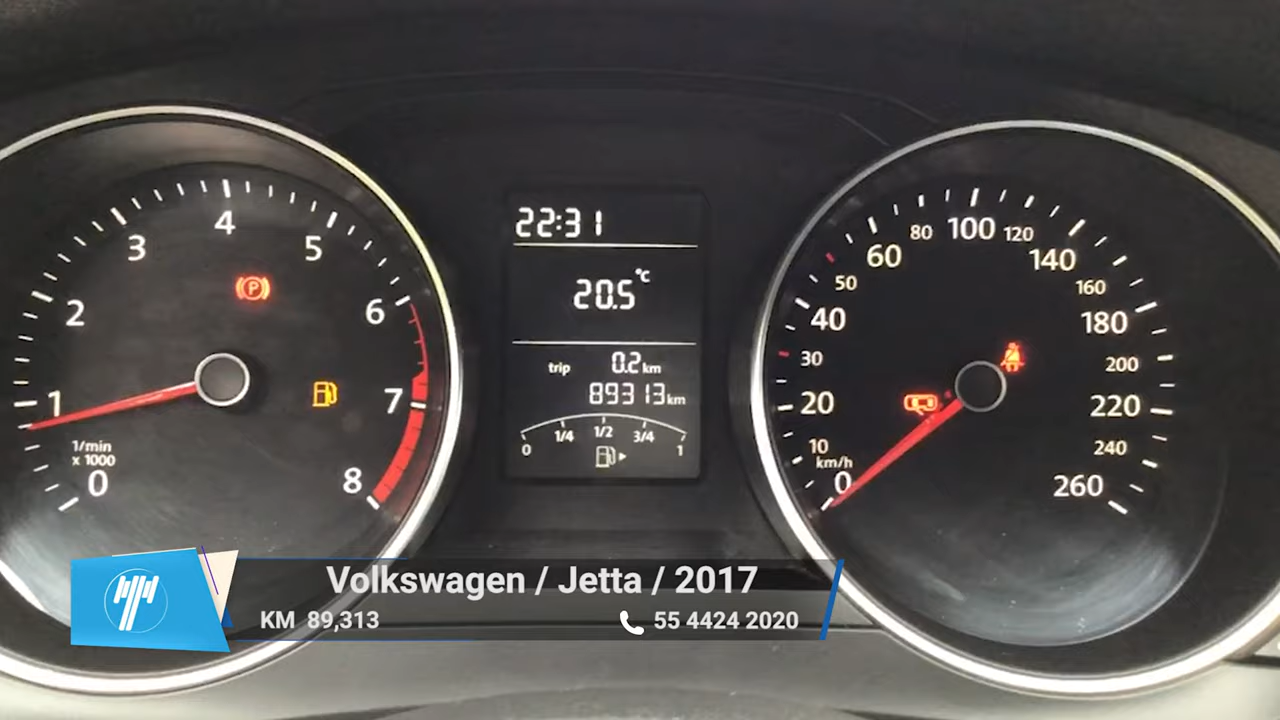 0
1
2
3
4
5
6
7
8
1/min
x 1000
P
22:31
20.5 °C
trip 0.2 km
89313 km
0 1/4 1/2 3/4 1
0
10
20
30
40
50
60
80
100
120
140
160
180
200
220
240
260
km/h
Volkswagen / Jetta / 2017
KM 89,313
55 4424 2020